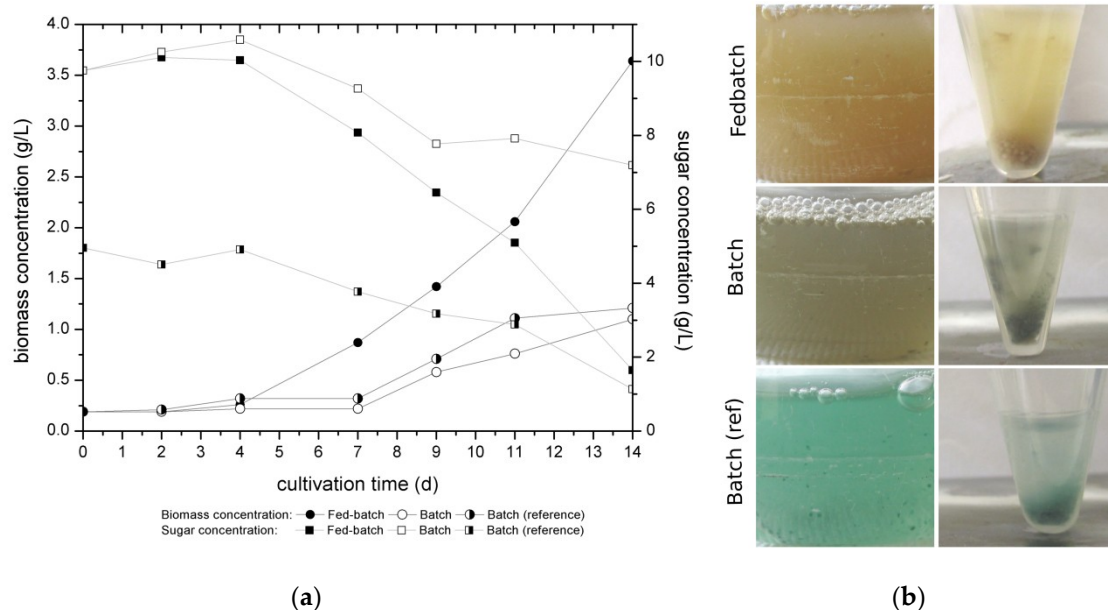 4.0
3.5
3.0
2.5
2.0
1.5
1.0
0.5
0.0
biomass concentration (g/L)
10
8
6
4
2
0
sugar concentration (g/L)
0 1 2 3 4 5 6 7 8 9 10 11 12 13 14
cultivation time (d)
Biomass concentration: Fed-batch Batch Batch (reference)
Sugar concentration: Fed-batch Batch Batch (reference)
(a)
Fedbatch
Batch
Batch (ref)
(b)